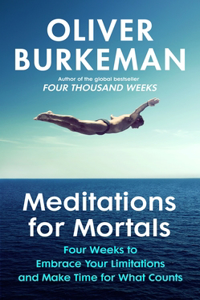 OLIVER
BURKEMAN
Author of the global bestseller
FOUR THOUSAND WEEKS
Meditations
for Mortals
Four Weeks to
Embrace Your Limitations
and Make Time for What Counts